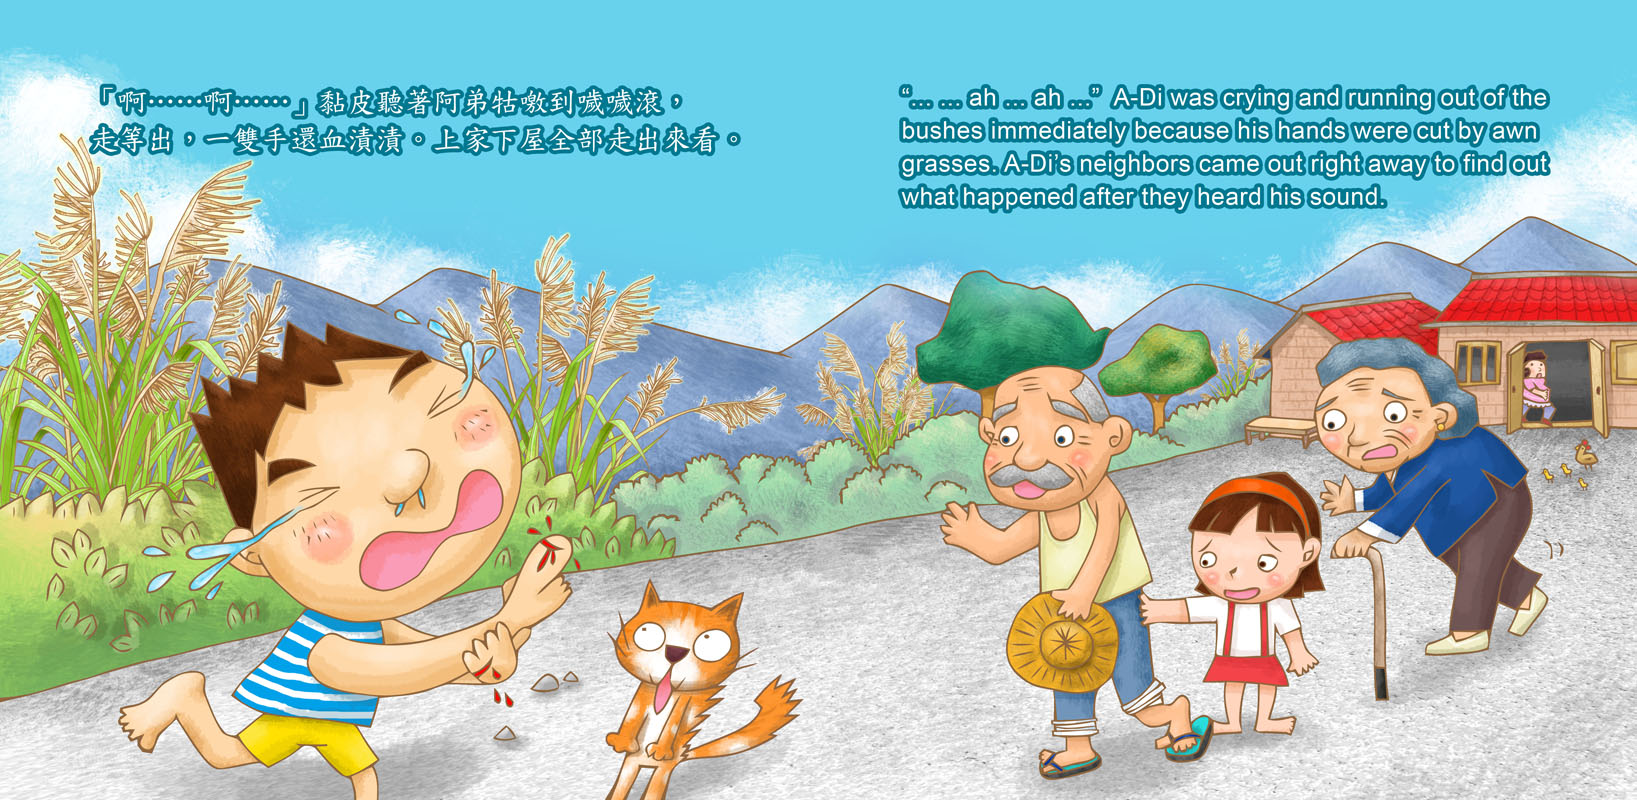 「啊……啊……」黏皮聽著阿弟牯噭到噦噦滾，
走等出，一雙手還血漬漬。上家下屋全部走出來看。
“... ... ah ... ah ...” A-Di was crying and running out of the
bushes immediately because his hands were cut by awn
grasses. A-Di’s neighbors came out right away to find out
what happened after they heard his sound.